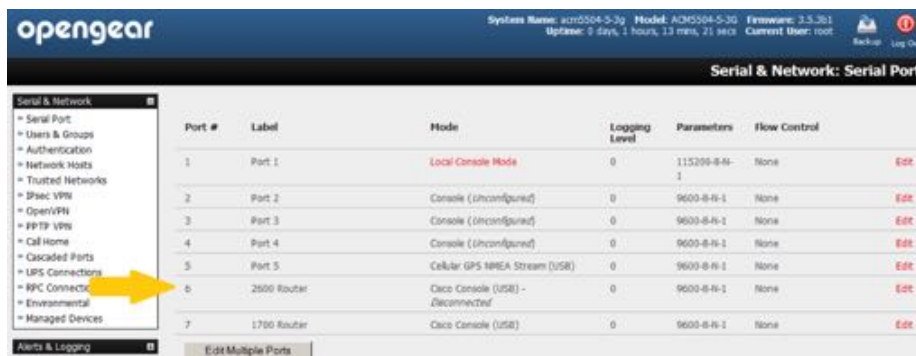 opengear
System Name: acm5504-5-3g Model: ACM5504-5-3G Firmware: 3.5.3b1
Uptime: 0 days, 1 hours, 13 mins, 21 secs Current User: root
Backup
Log Ou
Serial & Network: Serial Port
Serial & Network
Serial Port
Users & Groups
Authentication
Network Hosts
Trusted Networks
IPsec VPN
OpenVPN
PPTP VPN
Call Home
Cascaded Ports
UPS Connections
RPC Connectio
Environmental
Managed Devices
Alerts & Logging
Port # Label Mode Logging Level Parameters Flow Control
1 Port 1 Local Console Mode 0 115200-8-N-1 None Edit
2 Port 2 Console (Unconfigured) 0 9600-8-N-1 None Edit
3 Port 3 Console (Unconfigured) 0 9600-8-N-1 None Edit
4 Port 4 Console (Unconfigured) 0 9600-8-N-1 None Edit
5 Port 5 Cellular GPS NMEA Stream (USB) 0 9600-8-N-1 None Edit
6 2600 Router Cisco Console (USB) - Disconnected 0 9600-8-N-1 None Edit
7 1700 Router Cisco Console (USB) 0 9600-8-N-1 None Edit
Edit Multiple Ports